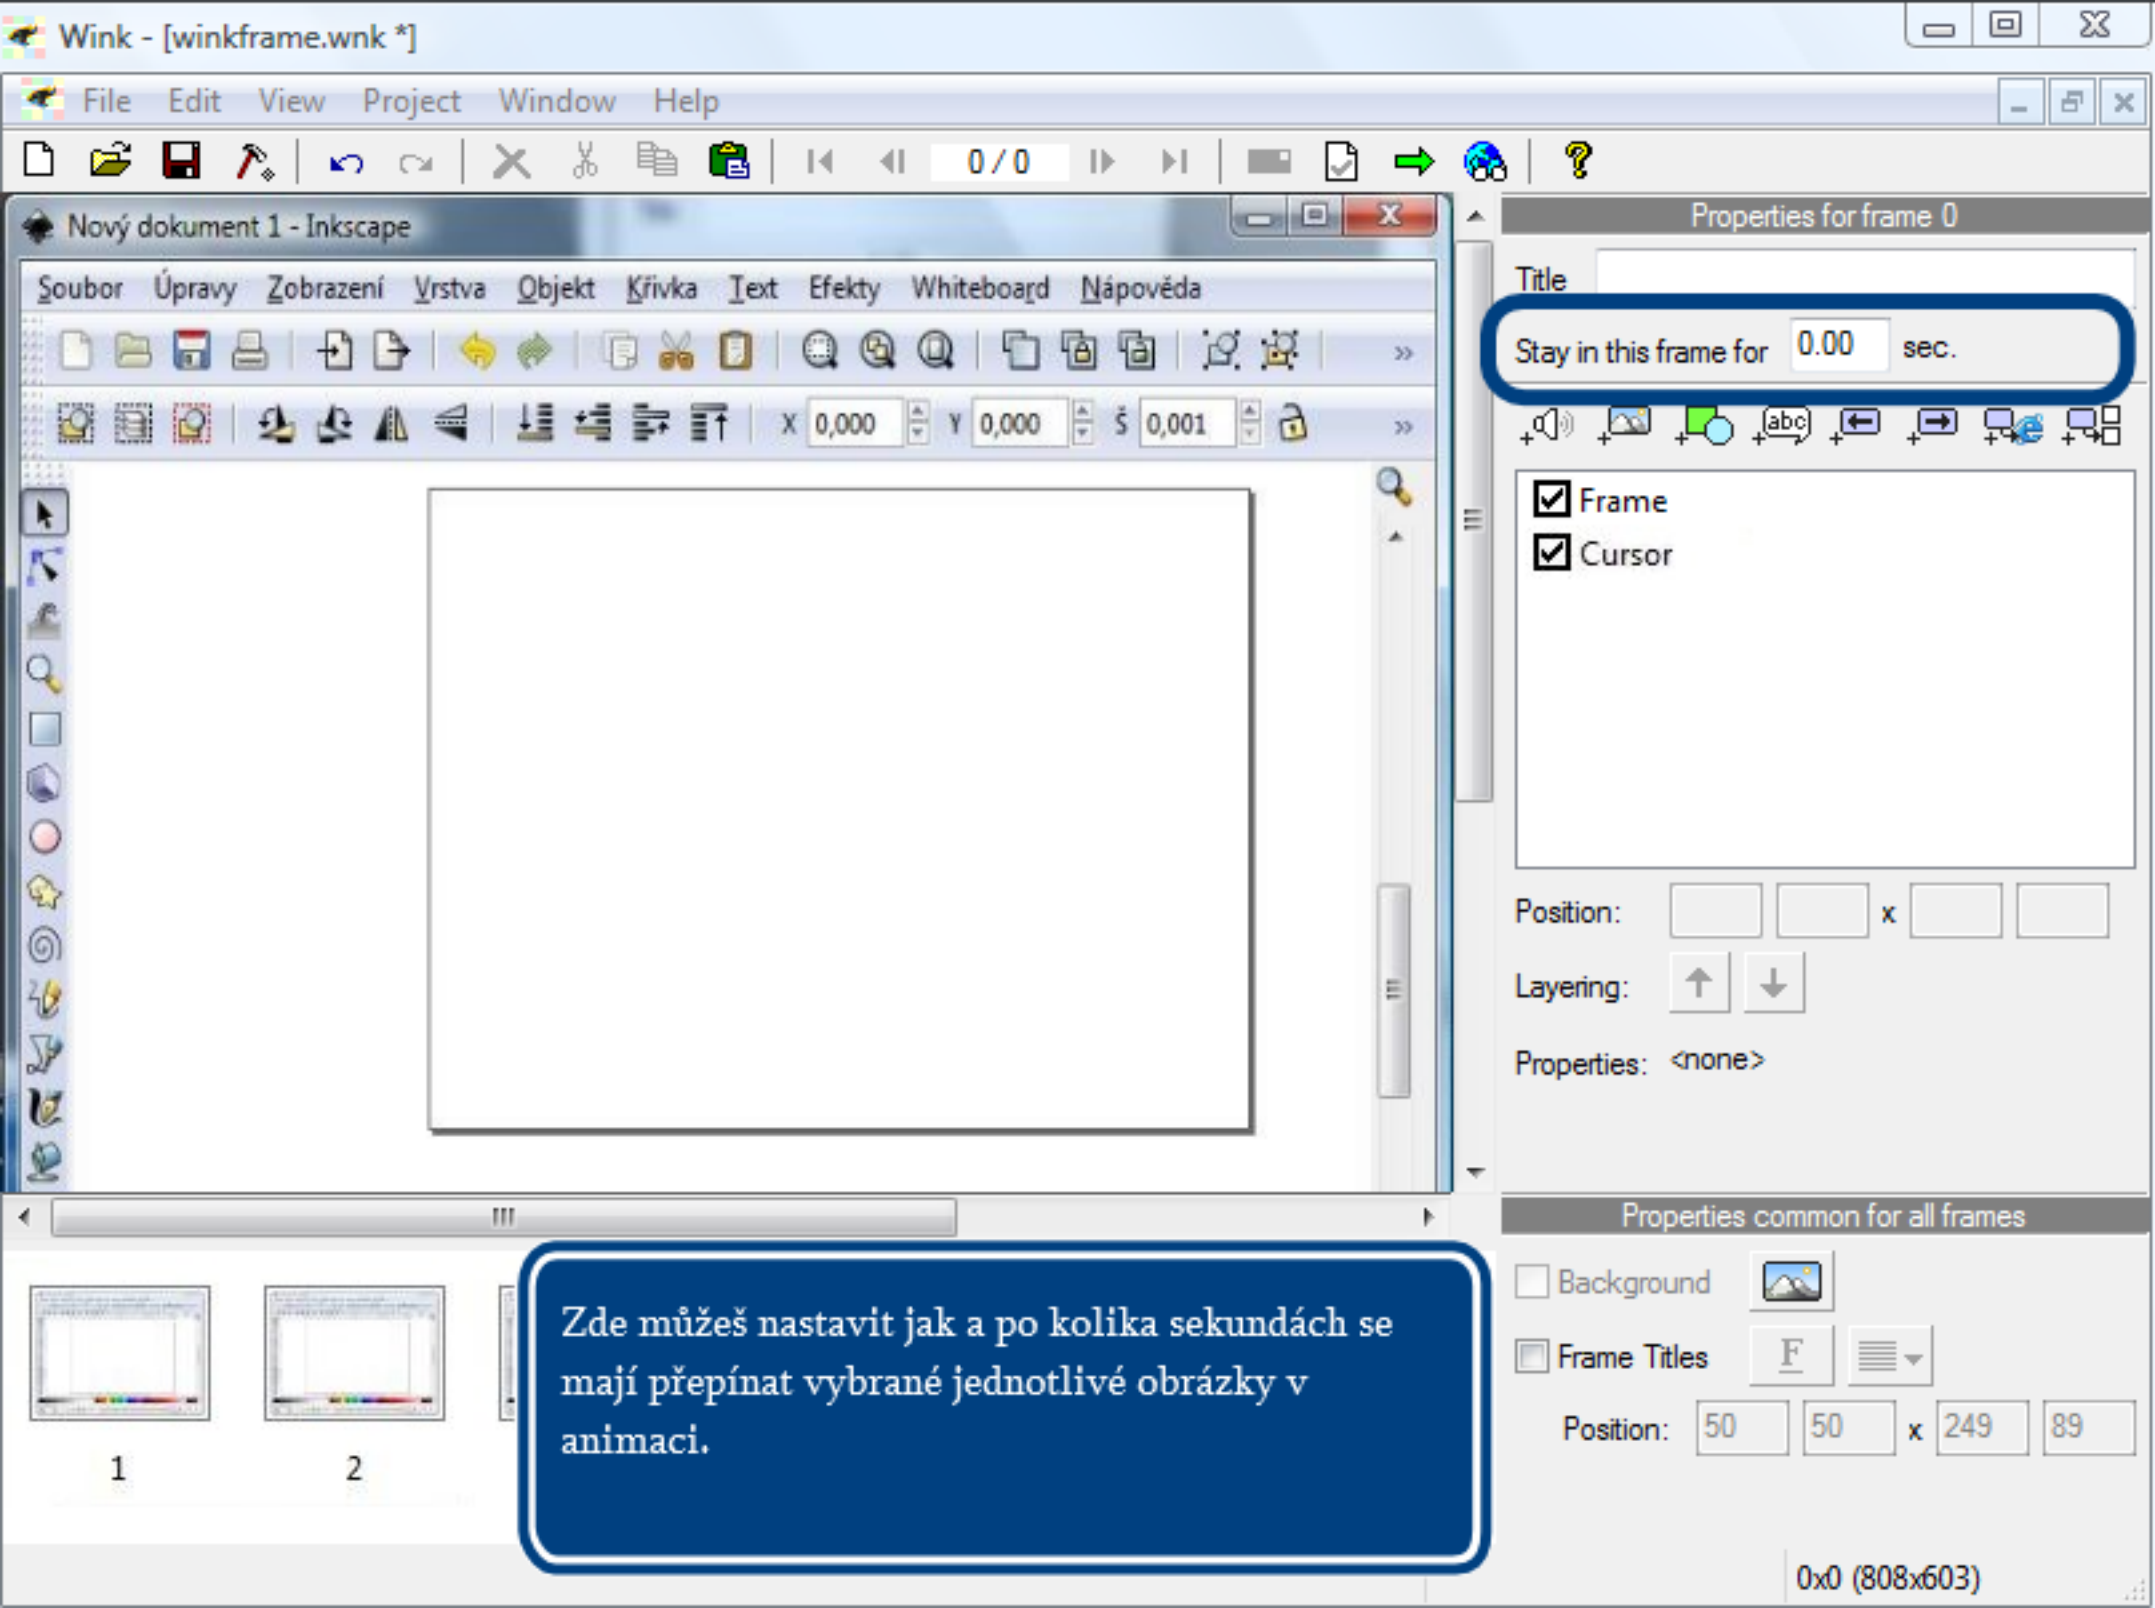 Wink - [winkframe.wnk *]
File Edit View Project Window Help
0 / 0
Nový dokument 1 - Inkscape
Soubor Úpravy Zobrazení Vrstva Objekt Křivka Text Efekty Whiteboard Nápověda
X 0,000 Y 0,000 Š 0,001
Properties for frame 0
Title
Stay in this frame for 0.00 sec.
abc
Frame
Cursor
Position: x
Layering:
Properties: <none>
Properties common for all frames
Background
Frame Titles F
Position: 50 50 x 249 89
1 2
Zde můžeš nastavit jak a po kolika sekundách se
mají přepínat vybrané jednotlivé obrázky v
animaci.
0x0 (808x603)